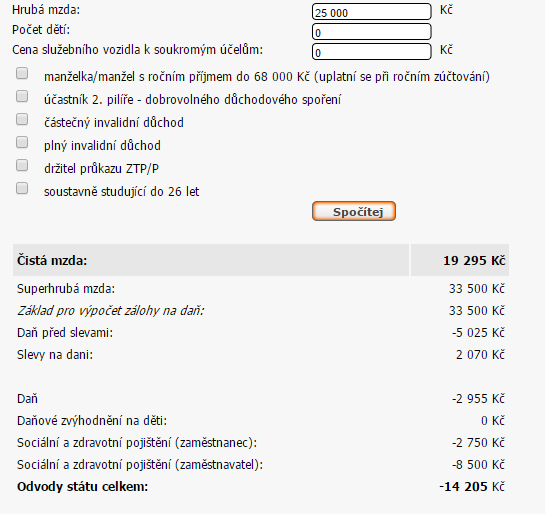 Hrubá mzda: 25 000 Kč
Počet dětí: 0
Cena služebního vozidla k soukromým účelům: 0 Kč
manželka/manžel s ročním příjmem do 68 000 Kč (uplatní se při ročním zúčtování)
účastník 2. pilíře - dobrovolného důchodového spoření
částečný invalidní důchod
plný invalidní důchod
držitel průkazu ZTP/P
soustavně studující do 26 let
Spočítej
Čistá mzda: 19 295 Kč
Superhrubá mzda: 33 500 Kč
Základ pro výpočet zálohy na daň: 33 500 Kč
Daň před slevami: -5 025 Kč
Slevy na dani: 2 070 Kč
Daň -2 955 Kč
Daňové zvýhodnění na děti: 0 Kč
Sociální a zdravotní pojištění (zaměstnanec): -2 750 Kč
Sociální a zdravotní pojištění (zaměstnavatel): -8 500 Kč
Odvody státu celkem: -14 205 Kč